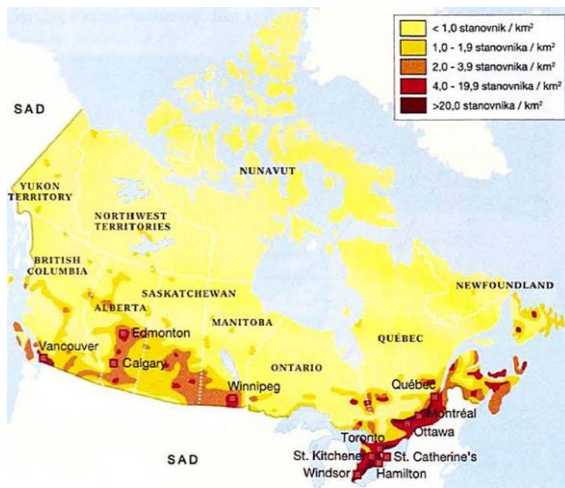 < 1,0 stanovnik / km²
1,0 - 1,9 stanovnika / km²
2,0 - 3,9 stanovnika / km²
4,0 - 19,9 stanovnika / km²
>20,0 stanovnika / km²
SAD
NUNAVUT
YUKON
TERRITORY
NORTHWEST
TERRITORIES
BRITISH
COLUMBIA
ALBERTA
SASKATCHEWAN
MANITOBA
ONTARIO
QUÉBEC
NEWFOUNDLAND
Vancouver
Edmonton
Calgary
Winnipeg
Québec
Montréal
Ottawa
Toronto
St. Kitchener
St. Catherine's
Windsor
Hamilton
SAD